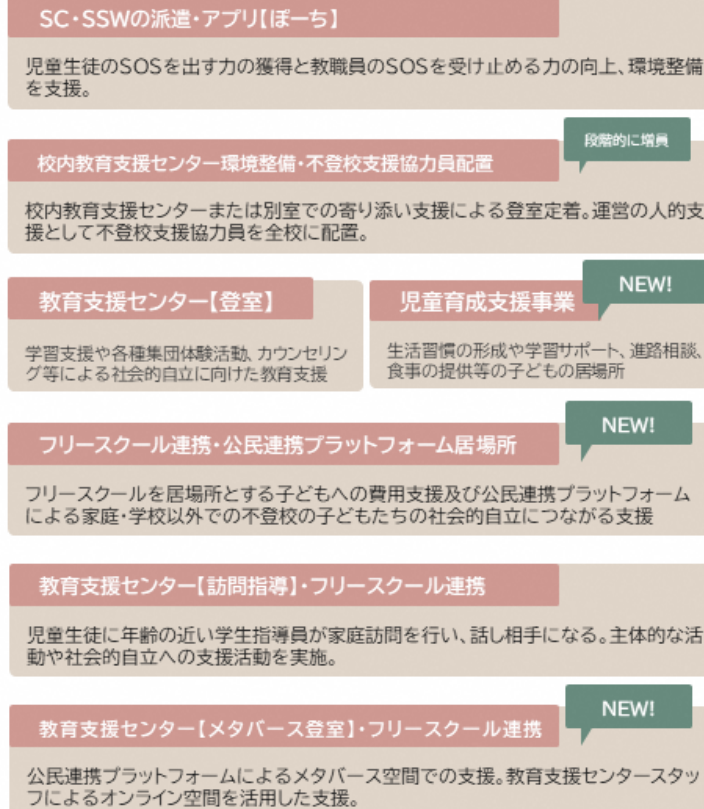 SC・SSWの派遣・アプリ【ぽーち】
児童生徒のSOSを出す力の獲得と教職員のSOSを受け止める力の向上、環境整備
を支援。
段階的に増員
校内教育支援センター環境整備・不登校支援協力員配置
校内教育支援センターまたは別室での寄り添い支援による登室定着。運営の人的支
援として不登校支援協力員を全校に配置。
教育支援センター【登室】
学習支援や各種集団体験活動、カウンセリン
グ等による社会的自立に向けた教育支援
NEW!
児童育成支援事業
生活習慣の形成や学習サポート、進路相談、
食事の提供等の子どもの居場所
NEW!
フリースクール連携・公民連携プラットフォーム居場所
フリースクールを居場所とする子どもへの費用支援及び公民連携プラットフォーム
による家庭・学校以外での不登校の子どもたちの社会的自立につながる支援
教育支援センター【訪問指導】・フリースクール連携
児童生徒に年齢の近い学生指導員が家庭訪問を行い、話し相手になる。主体的な活
動や社会的自立への支援活動を実施。
NEW!
教育支援センター【メタバース登室】・フリースクール連携
公民連携プラットフォームによるメタバース空間での支援。教育支援センタースタッ
フによるオンライン空間を活用した支援。